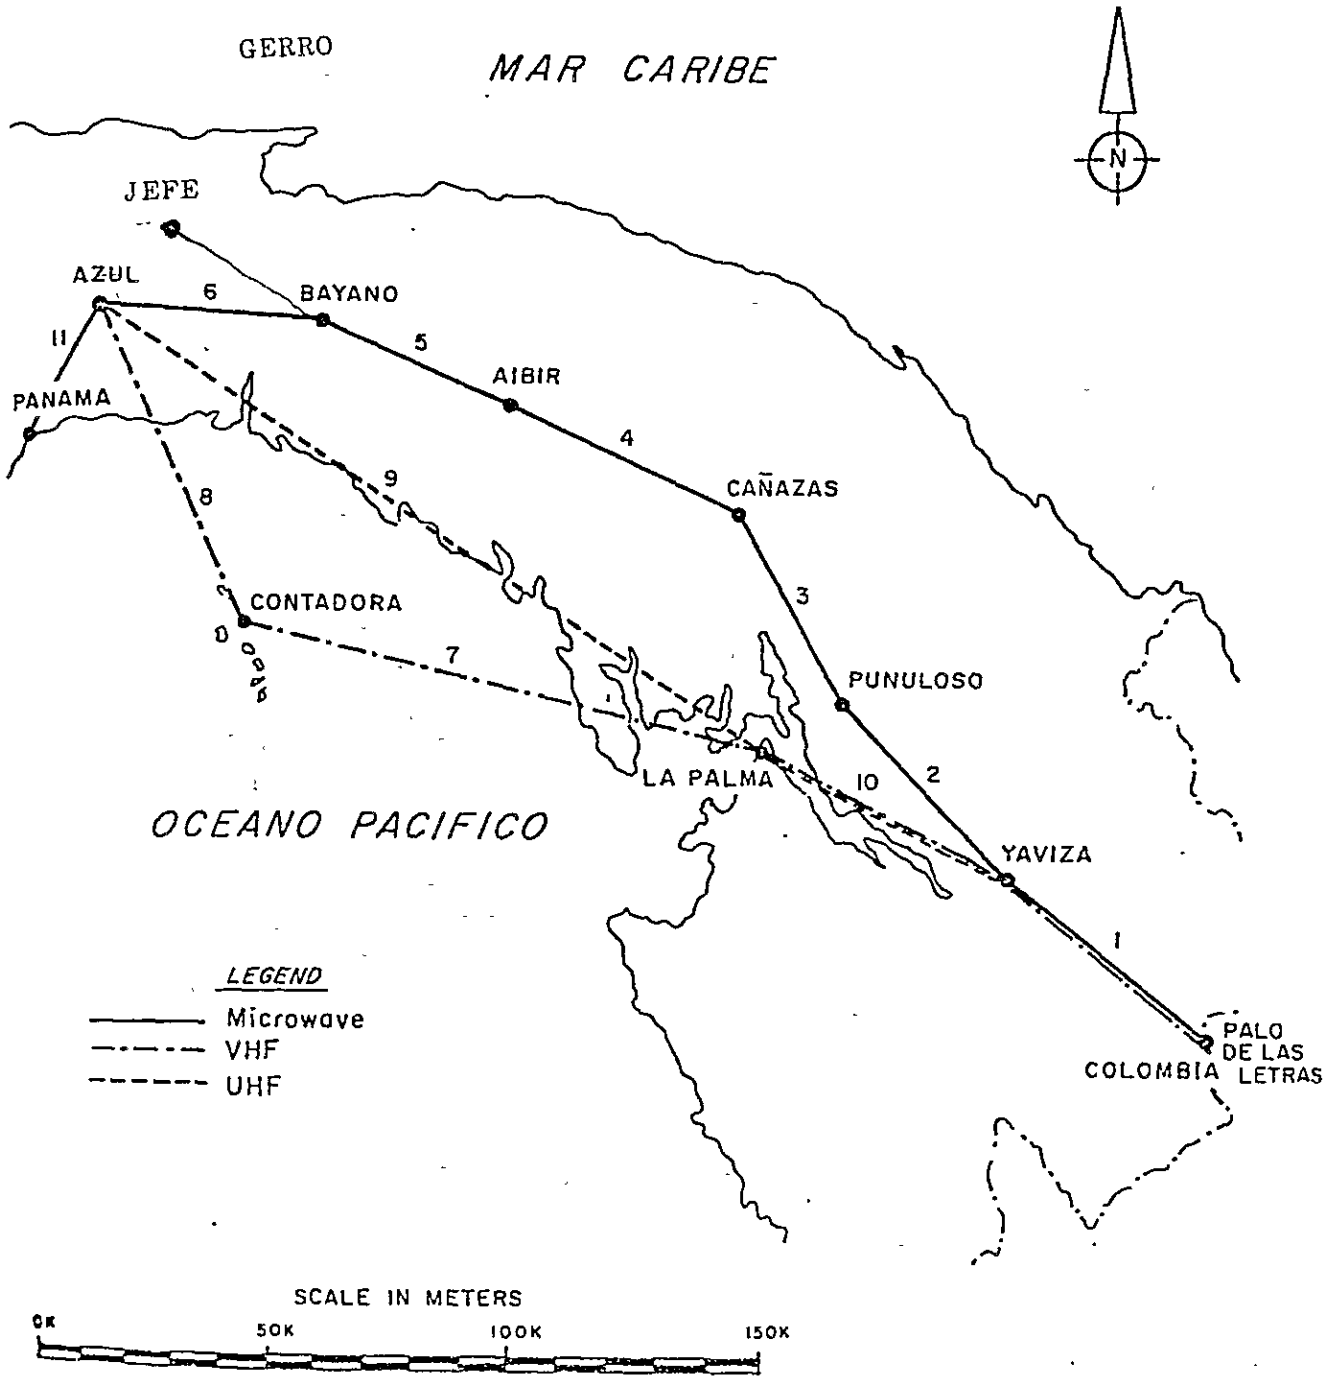 GERRO
MAR CARIBE
N
JEFE
AZUL
6
BAYANO
11
5
AIBIR
PANAMA
4
9
CAÑAZAS
8
3
CONTADORA
7
PUNULOSO
LA PALMA
10
2
OCEANO PACIFICO
YAVIZA
1
LEGEND
Microwave
VHF
UHF
PALO
DE LAS
LETRAS
COLOMBIA
SCALE IN METERS
0K
50K
100K
150K